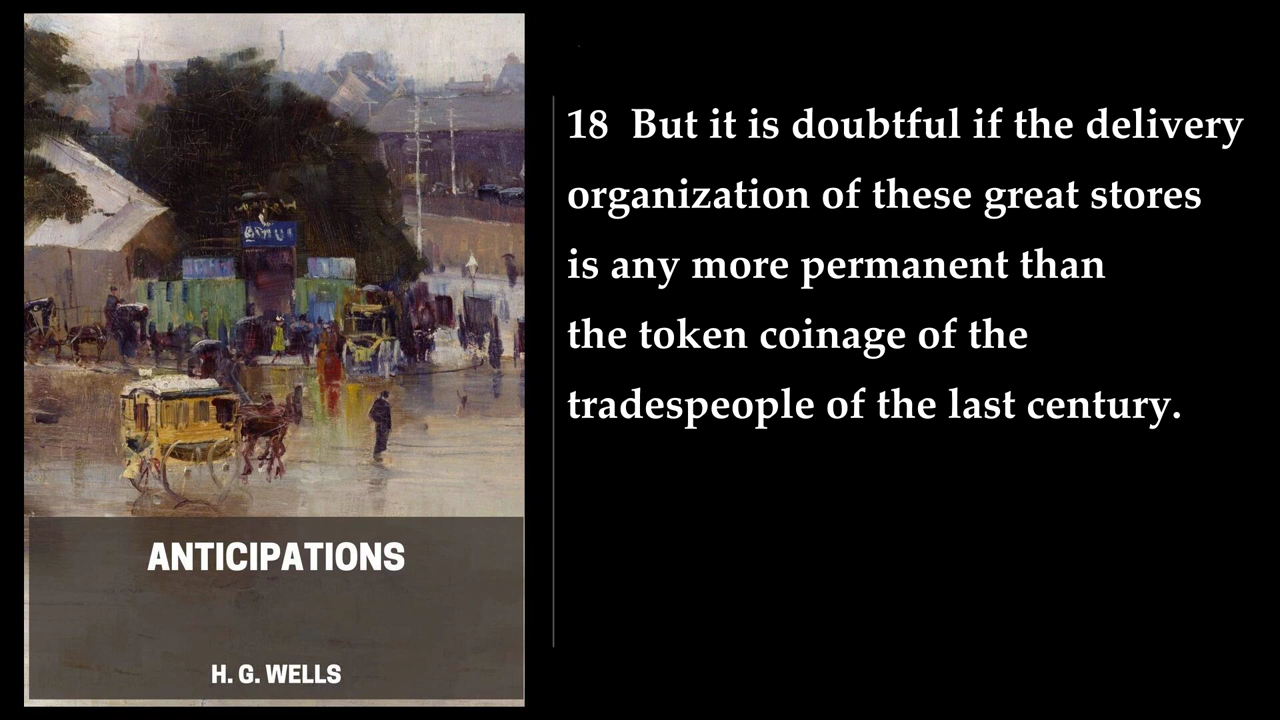 18 But it is doubtful if the delivery
organization of these great stores
is any more permanent than
the token coinage of the
tradespeople of the last century.
ANTICIPATIONS
H. G. WELLS